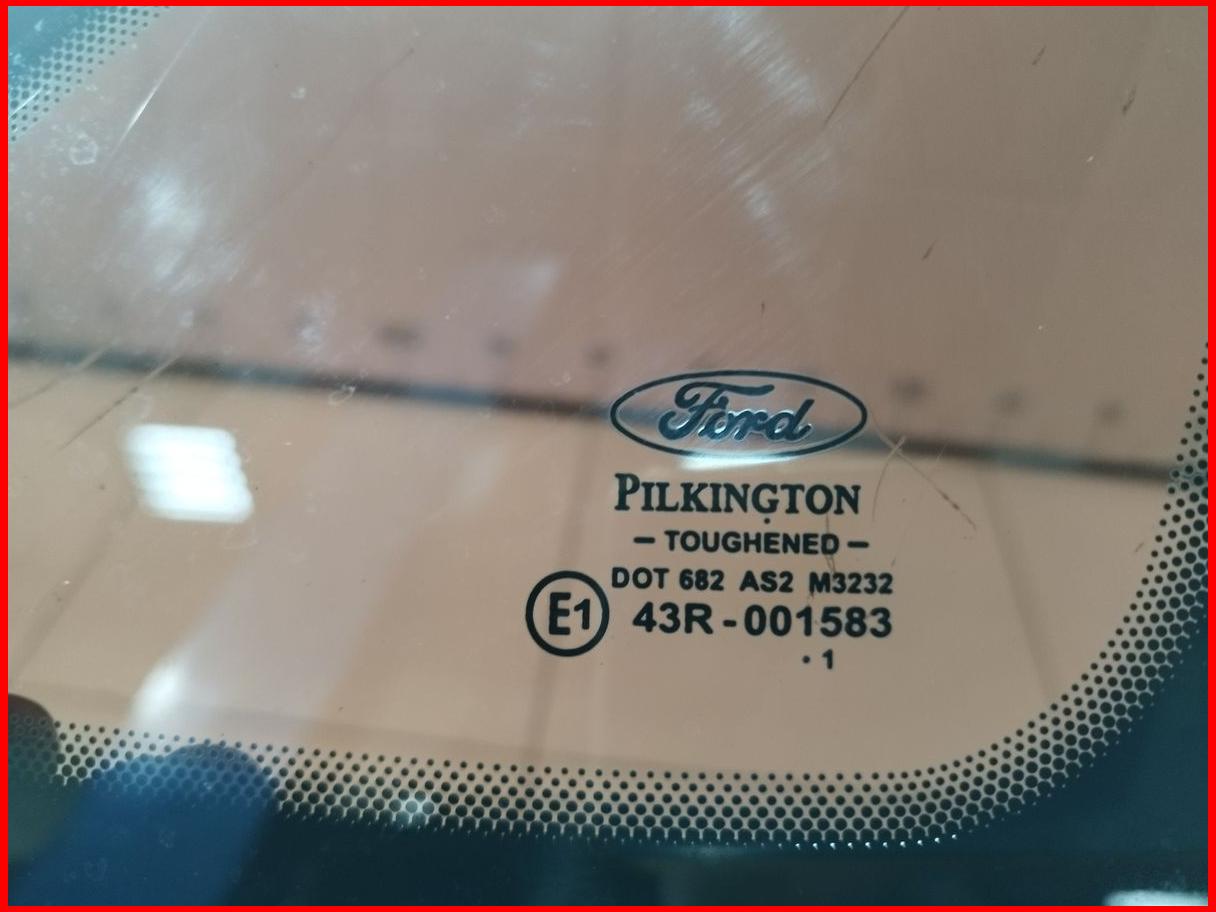 Ford
PILKINGTON
– TOUGHENED –
DOT 682 AS2 M3232
E1 43R-001583
· 1